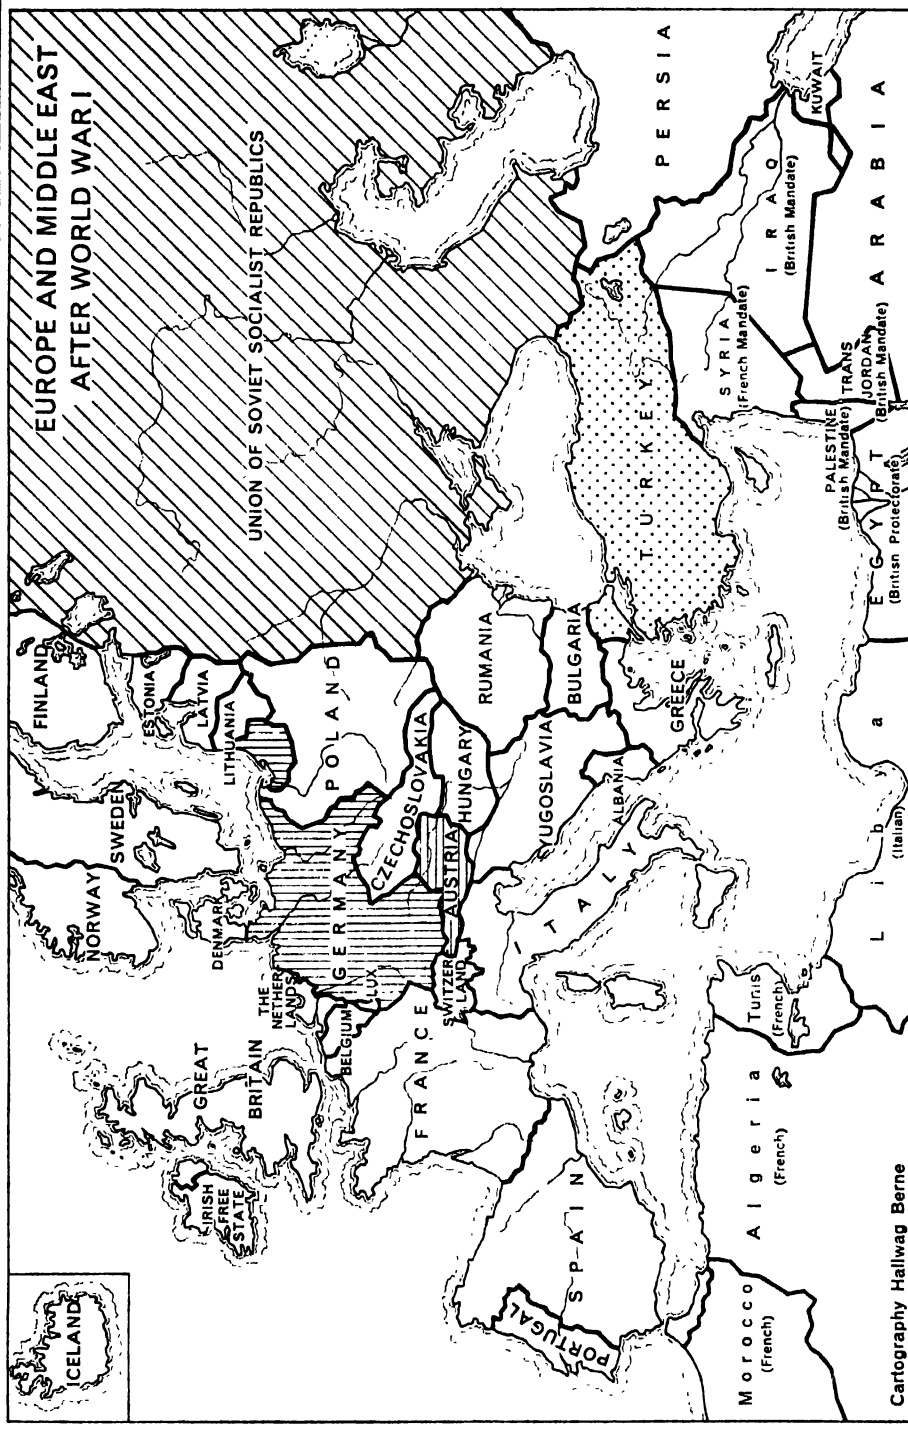 EUROPE AND MIDDLE EAST
AFTER WORLD WAR I
ICELAND
NORWAY
SWEDEN
FINLAND
ESTONIA
LATVIA
LITHUANIA
UNION OF SOVIET SOCIALIST REPUBLICS
IRISH
FREE
STATE
GREAT
BRITAIN
DENMARK
THE
NETHER
LANDS
BELGIUM
LUX
GERMANY
POLAND
CZECHOSLOVAKIA
FRANCE
SWITZER
LAND
AUSTRIA
HUNGARY
RUMANIA
PORTUGAL
SPAIN
ITALY
YUGOSLAVIA
ALBANIA
BULGARIA
GREECE
TURKEY
PERSIA
SYRIA
(French Mandate)
IRAQ
(British Mandate)
KUWAIT
PALESTINE
(British Mandate)
TRANS
JORDAN
(British Mandate)
ARABIA
Morocco
(French)
Algeria
(French)
Tunis
(French)
Libya
(Italian)
EGYPT
(British Protectorate)
Cartography Hallwag Berne